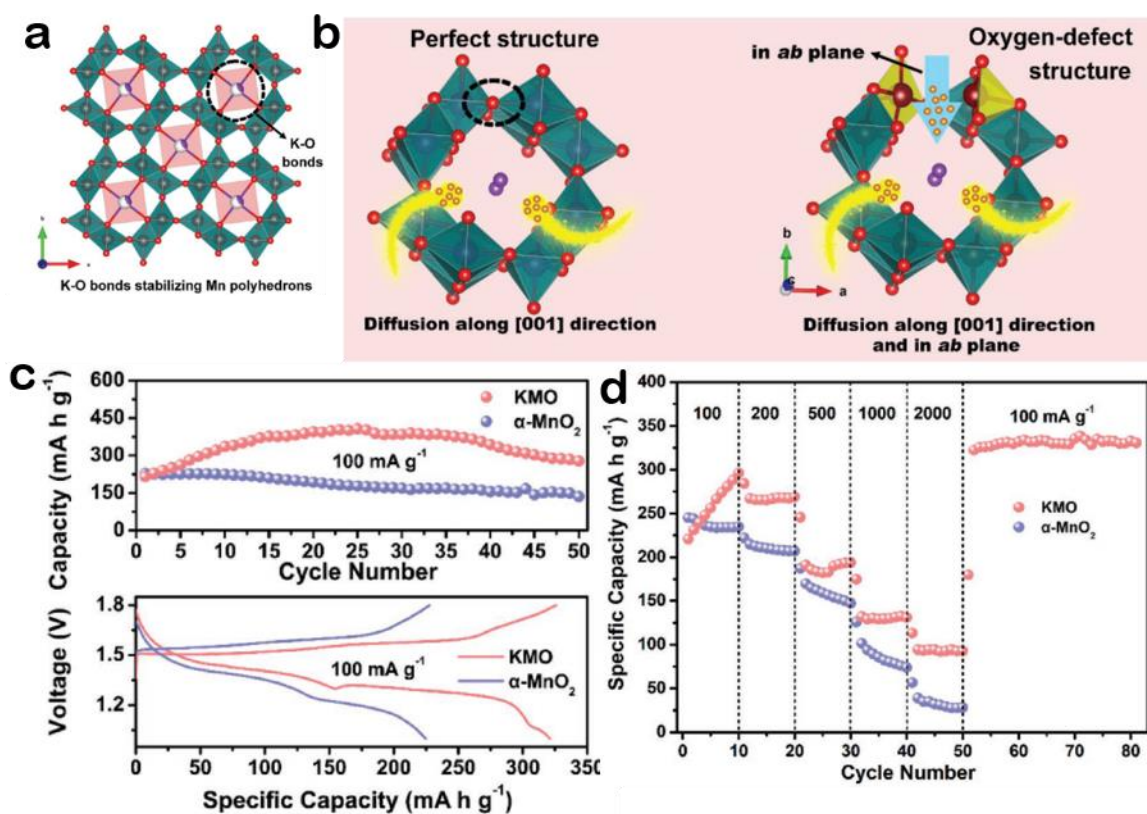 a
K-O
bonds
b
a
K-O bonds stabilizing Mn polyhedrons
b
Perfect structure
in ab plane
Oxygen-defect
structure
b
c
a
Diffusion along [001] direction
Diffusion along [001] direction
and in ab plane
c
Capacity (mA h g⁻¹)
600
450
300
150
0
KMO
α-MnO₂
100 mA g⁻¹
0 5 10 15 20 25 30 35 40 45 50
Cycle Number
Voltage (V)
1.8
1.5
1.2
100 mA g⁻¹
KMO
α-MnO₂
0 50 100 150 200 250 300 350
Specific Capacity (mA h g⁻¹)
d
Specific Capacity (mA h g⁻¹)
400
350
300
250
200
150
100
50
0
100 200 500 1000 2000 100 mA g⁻¹
KMO
α-MnO₂
0 10 20 30 40 50 60 70 80
Cycle Number